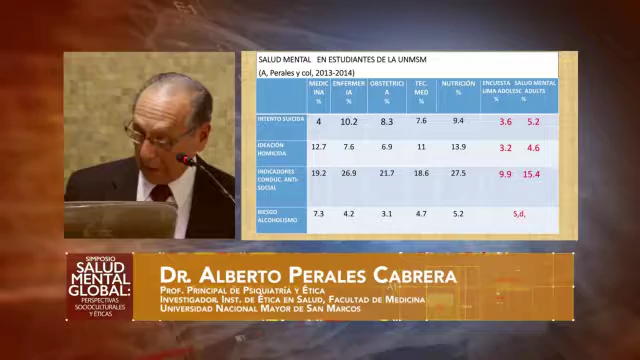 SALUD MENTAL EN ESTUDIANTES DE LA UNMSM
(A, Perales y col, 2013-2014)
MEDIC INA % ENFERMER IA % OBSTETRICI A % TEC. MED % NUTRICIÓN % ENCUESTA LIMA ADOLESC % SALUD MENTAL ADULTS %
INTENTO SUICIDA 4 10.2 8.3 7.6 9.4 3.6 5.2
IDEACIÓN HOMICIDA 12.7 7.6 6.9 11 13.9 3.2 4.6
INDICADORES CONDUC. ANTI-SOCIAL 19.2 26.9 21.7 18.6 27.5 9.9 15.4
RIESGO ALCOHOLISMO 7.3 4.2 3.1 4.7 5.2 S,d,
SIMPOSIO
SALUD
MENTAL
GLOBAL:
PERSPECTIVAS
SOCIOCULTURALES
Y ÉTICAS
DR. ALBERTO PERALES CABRERA
PROF. PRINCIPAL DE PSIQUIATRÍA Y ÉTICA
INVESTIGADOR. INST. DE ÉTICA EN SALUD, FACULTAD DE MEDICINA
UNIVERSIDAD NACIONAL MAYOR DE SAN MARCOS